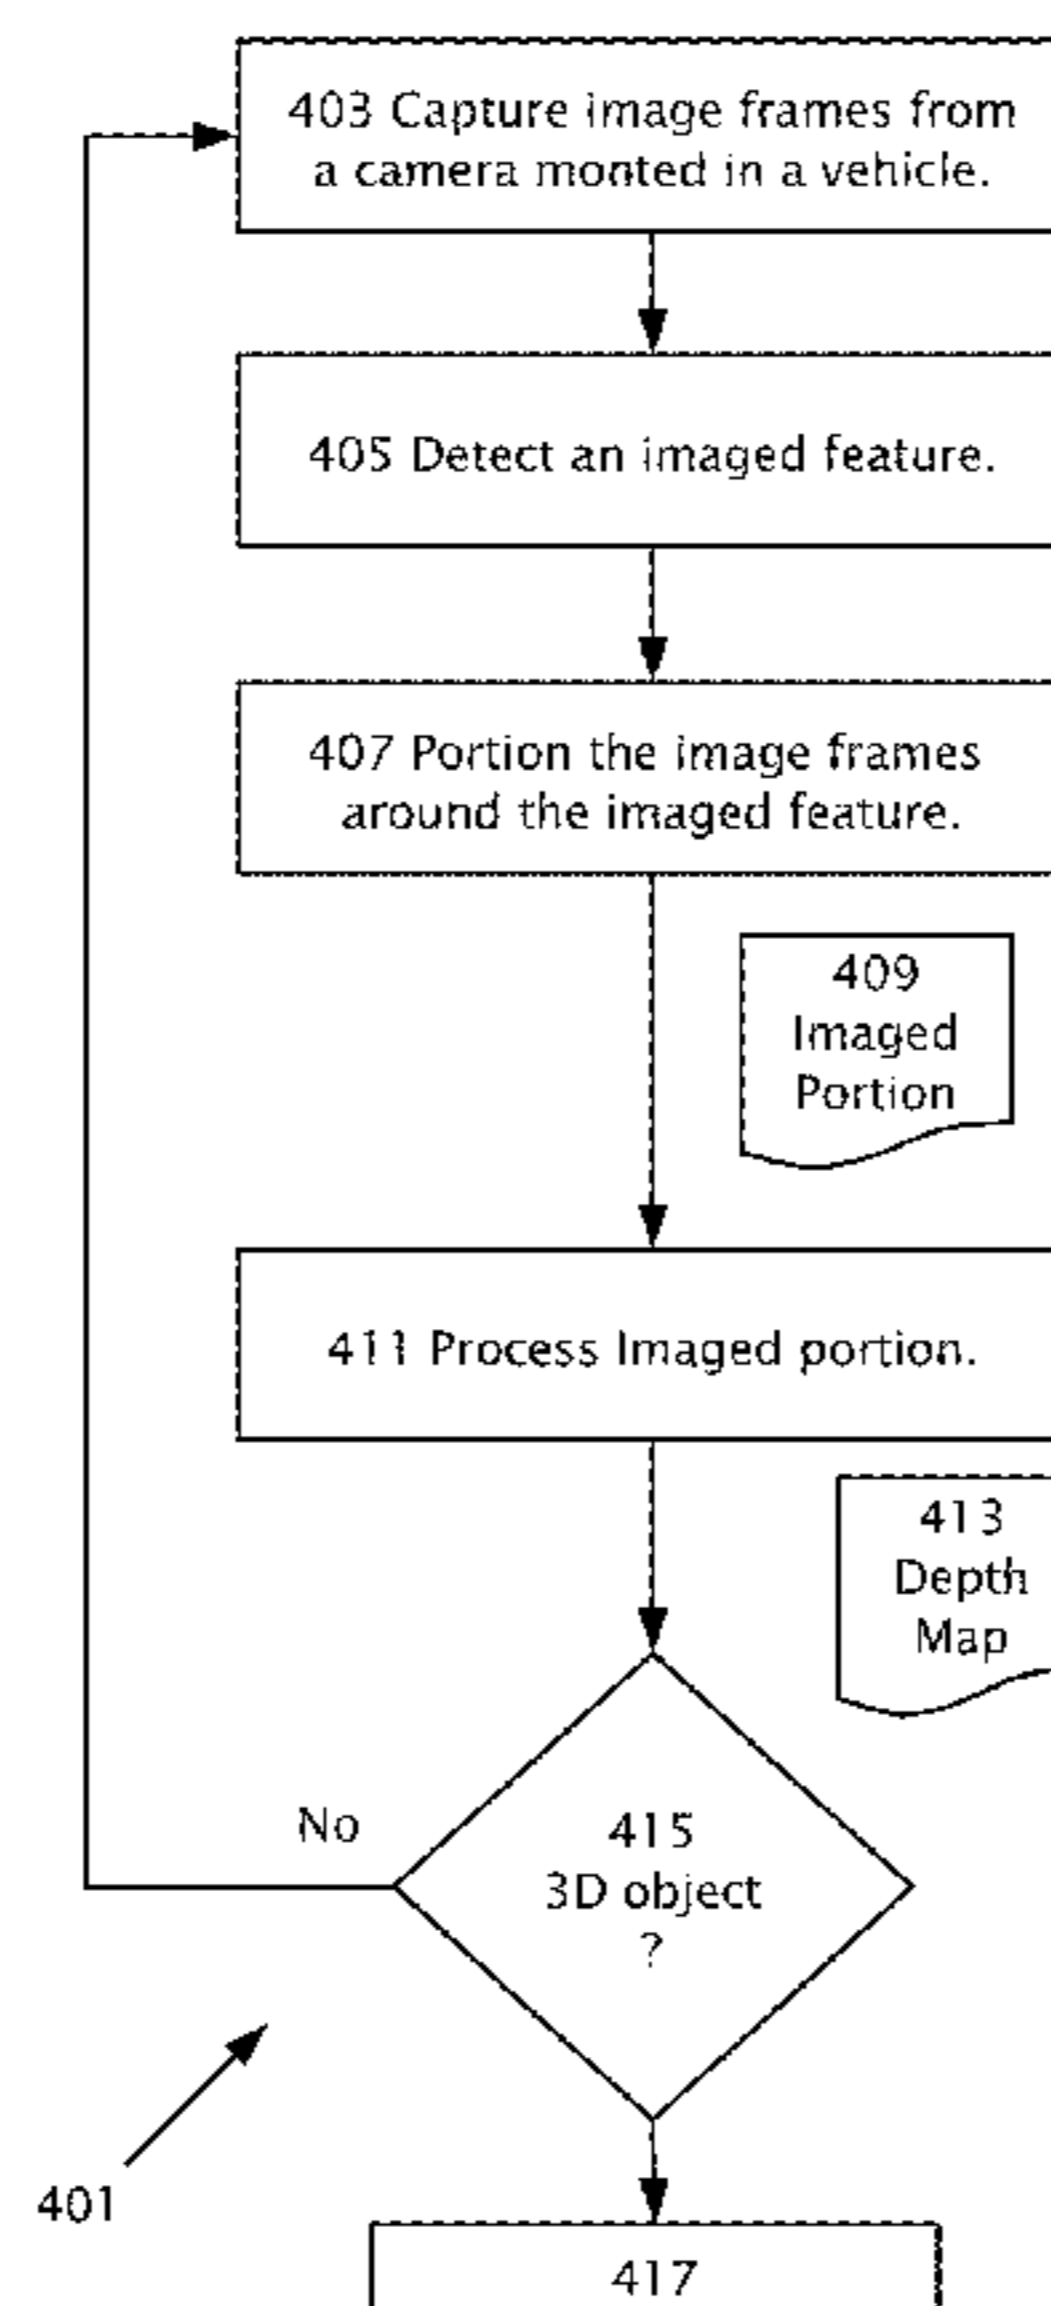 403 Capture image frames from
a camera monted in a vehicle.
405 Detect an imaged feature.
407 Portion the image frames
around the imaged feature.
409
Imaged
Portion
411 Process Imaged portion.
413
Depth
Map
No
415
3D object
?
401
417